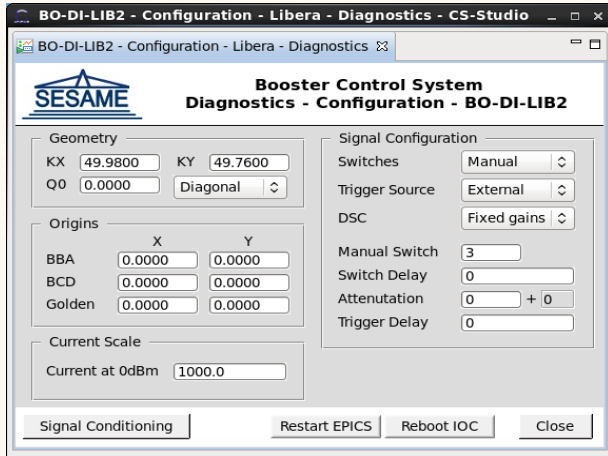 BO-DI-LIB2 - Configuration - Libera - Diagnostics - CS-Studio
BO-DI-LIB2 - Configuration - Libera - Diagnostics
SESAME
Booster Control System
Diagnostics - Configuration - BO-DI-LIB2
Geometry
KX 49.9800 KY 49.7600
Q0 0.0000 Diagonal
Origins
X Y
BBA 0.0000 0.0000
BCD 0.0000 0.0000
Golden 0.0000 0.0000
Current Scale
Current at 0dBm 1000.0
Signal Configuration
Switches Manual
Trigger Source External
DSC Fixed gains
Manual Switch 3
Switch Delay 0
Attenutation 0 + 0
Trigger Delay 0
Signal Conditioning Restart EPICS Reboot IOC Close